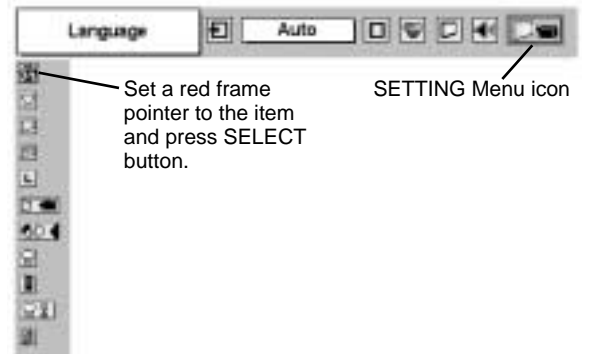 Language
Auto
Set a red frame
pointer to the item
and press SELECT
button.
SETTING Menu icon